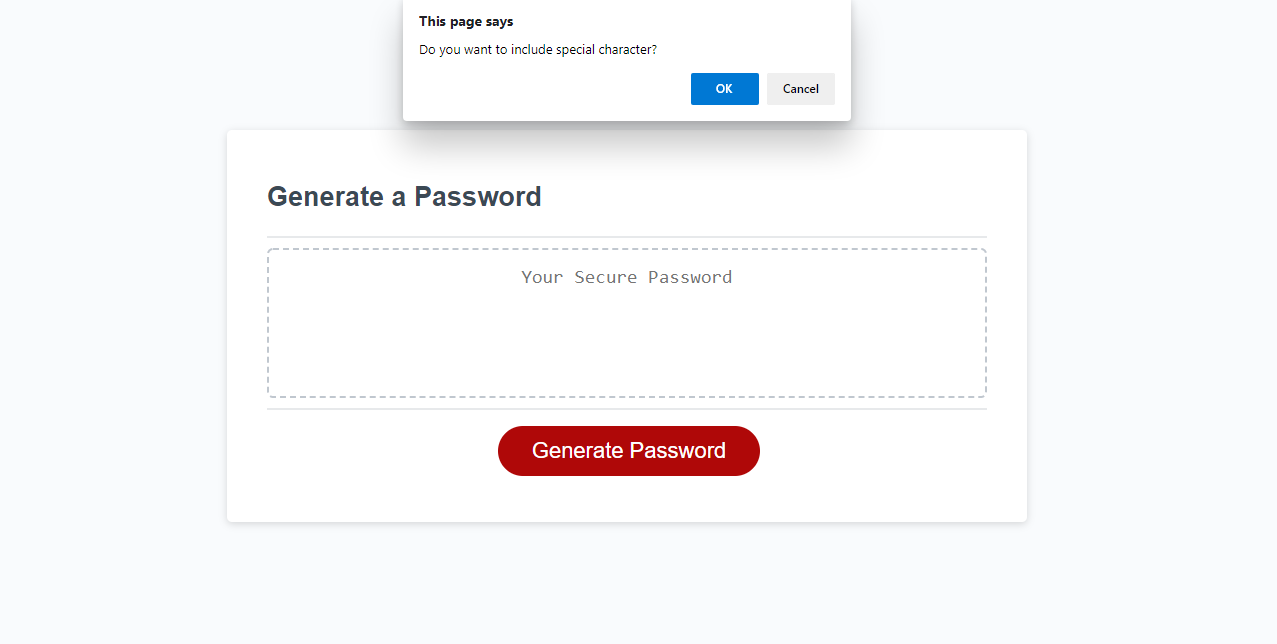 This page says
Do you want to include special character?
OK Cancel
Generate a Password
Your Secure Password
Generate Password